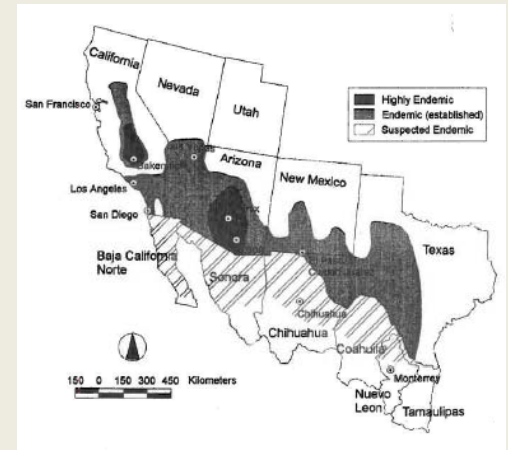 California
Nevada
Utah
San Francisco
Highly Endemic
Endemic (established)
Suspected Endemic
Arizona
New Mexico
Los Angeles
San Diego
Texas
Baja California
Norte
Sonora
Chihuahua
Chihuahua
Coahuila
Monterrey
Nuevo
Leon
Tamaulipas
150 0 150 300 450 Kilometers